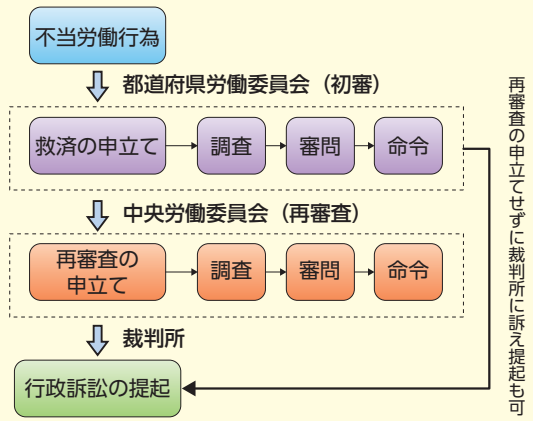 不当労働行為
都道府県労働委員会（初審）
救済の申立て
調査
審問
命令
中央労働委員会（再審査）
再審査の
申立て
調査
審問
命令
裁判所
行政訴訟の提起
再審査の申立てせずに裁判所に訴え提起も可